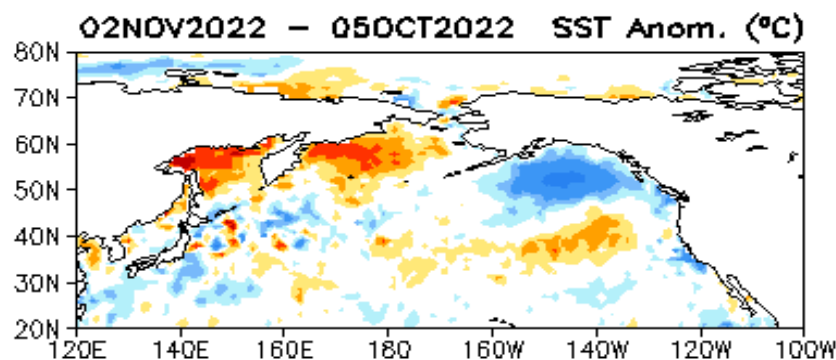 02NOV2022 – 05OCT2022 SST Anom. (ºC)
80N
70N
60N
50N
40N
30N
20N
120E 140E 160E 180 160W 140W 120W 100W